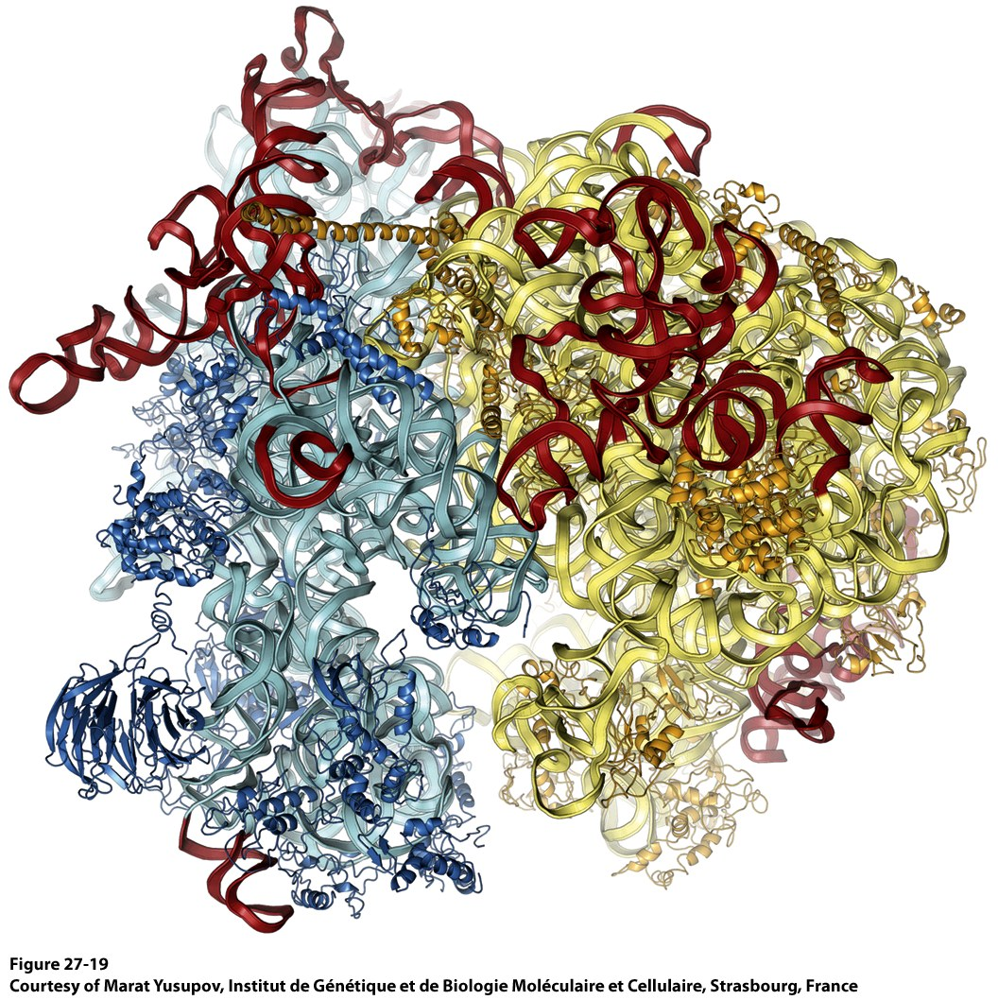 Figure 27-19
Courtesy of Marat Yusupov, Institut de Génétique et de Biologie Moléculaire et Cellulaire, Strasbourg, France